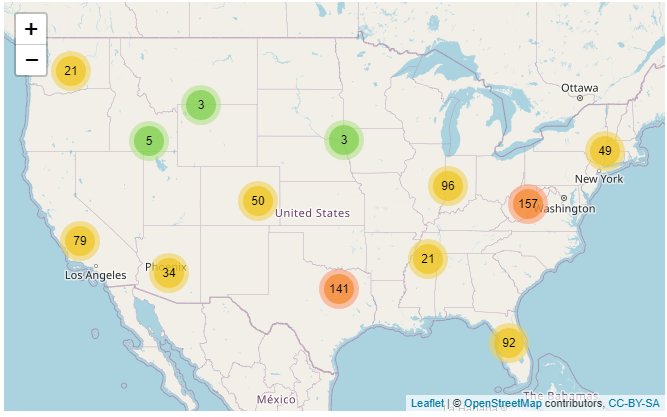 +
−
21
3
5
3
Ottawa
49
New York
96
157
Washington
50
United States
79
Los Angeles
Phoenix
34
21
141
92
México
The Bahamas
Leaflet | © OpenStreetMap contributors, CC-BY-SA